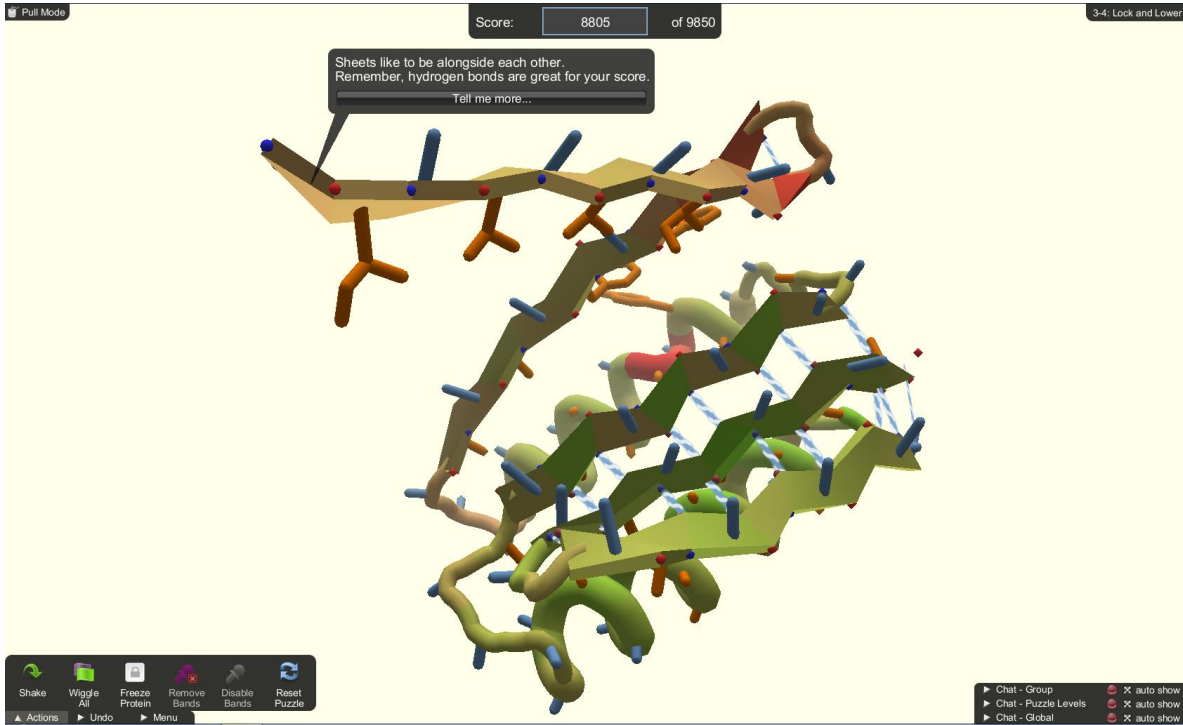 Pull Mode
Score: 8805 of 9850
3-4: Lock and Lower
Sheets like to be alongside each other.
Remember, hydrogen bonds are great for your score.
Tell me more...
Shake
Wiggle All
Freeze Protein
Remove Bands
Disable Bands
Reset Puzzle
Actions
Undo
Menu
Chat - Group auto show
Chat - Puzzle Levels auto show
Chat - Global auto show